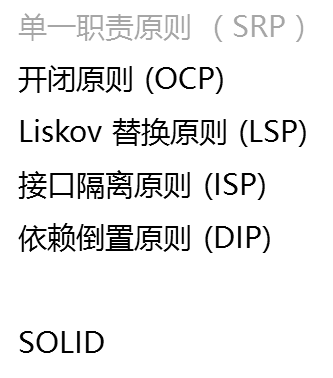 单一职责原则 （SRP）
开闭原则 (OCP)
Liskov 替换原则 (LSP)
接口隔离原则 (ISP)
依赖倒置原则 (DIP)
SOLID